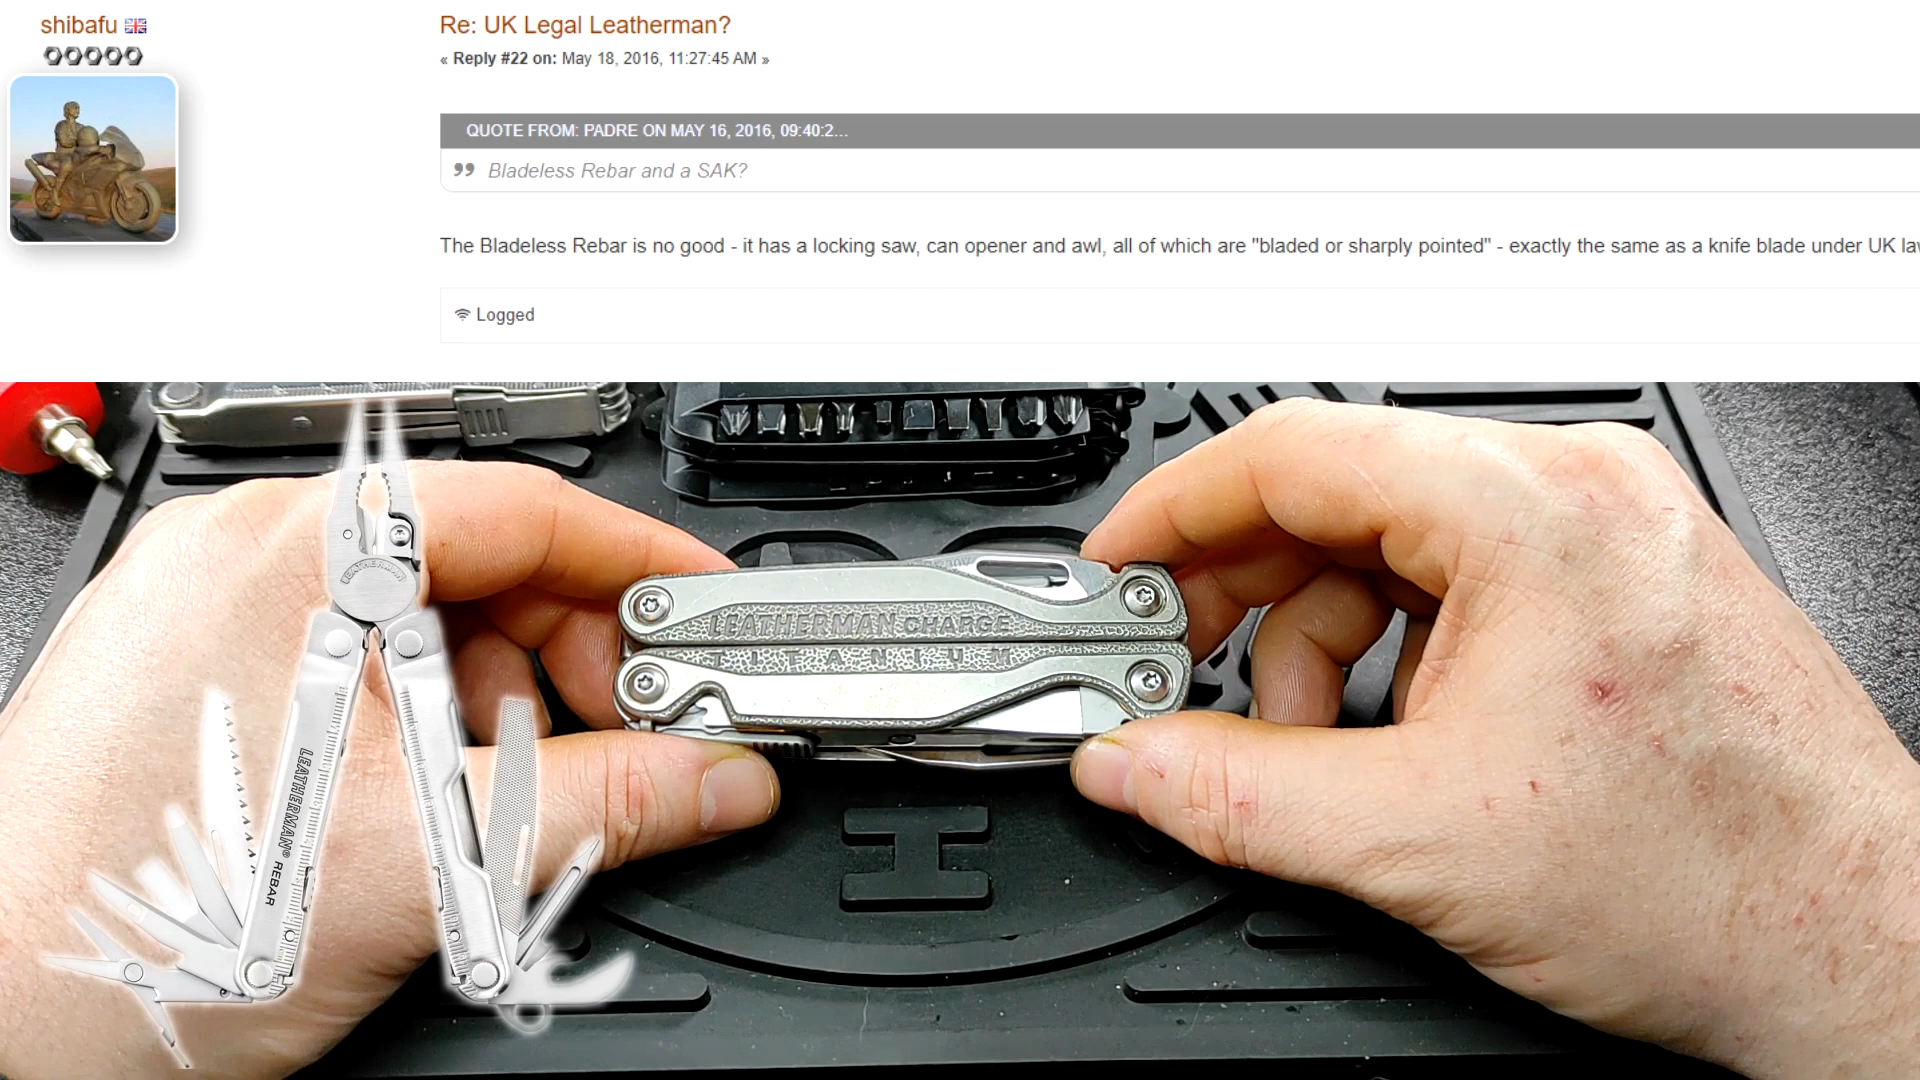 shibafu
Re: UK Legal Leatherman?
« Reply #22 on: May 18, 2016, 11:27:45 AM »
QUOTE FROM: PADRE ON MAY 16, 2016, 09:40:2...
Bladeless Rebar and a SAK?
The Bladeless Rebar is no good - it has a locking saw, can opener and awl, all of which are "bladed or sharply pointed" - exactly the same as a knife blade under UK
Logged
LEATHERMAN
LEATHERMAN® REBAR
LEATHERMAN CHARGE
TITANIUM
H